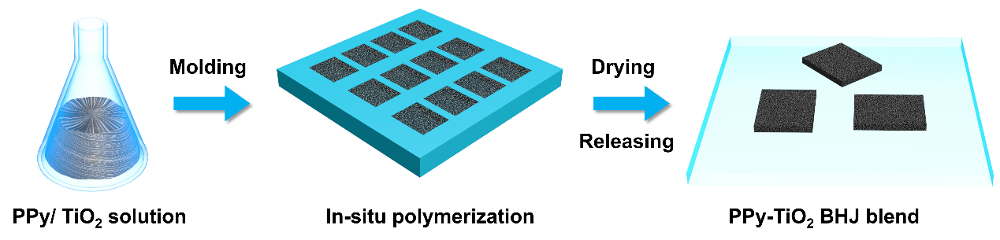 Molding
Drying
Releasing
PPy/ TiO₂ solution
In-situ polymerization
PPy-TiO₂ BHJ blend